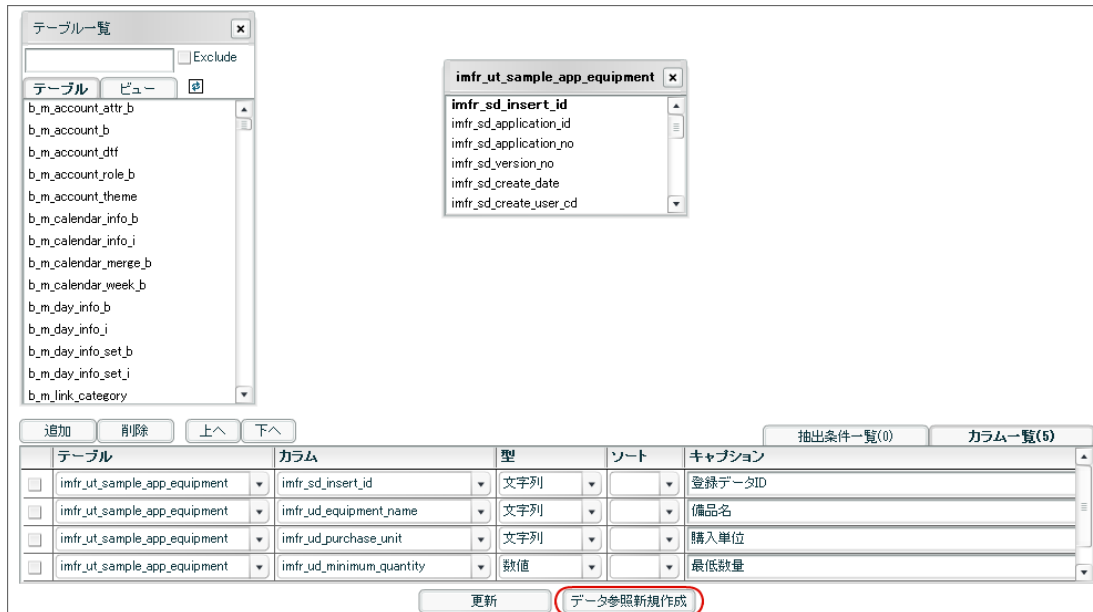 テーブル一覧
Exclude
テーブル ビュー
b_m_account_attr_b
b_m_account_b
b_m_account_dtf
b_m_account_role_b
b_m_account_theme
b_m_calendar_info_b
b_m_calendar_info_i
b_m_calendar_merge_b
b_m_calendar_week_b
b_m_day_info_b
b_m_day_info_i
b_m_day_info_set_b
b_m_day_info_set_i
b_m_link_category
imfr_ut_sample_app_equipment
imfr_sd_insert_id
imfr_sd_application_id
imfr_sd_application_no
imfr_sd_version_no
imfr_sd_create_date
imfr_sd_create_user_cd
追加 削除 上へ 下へ 抽出条件一覧(0) カラム一覧(5)
テーブル カラム 型 ソート キャプション
imfr_ut_sample_app_equipment imfr_sd_insert_id 文字列 登録データID
imfr_ut_sample_app_equipment imfr_ud_equipment_name 文字列 備品名
imfr_ut_sample_app_equipment imfr_ud_purchase_unit 文字列 購入単位
imfr_ut_sample_app_equipment imfr_ud_minimum_quantity 数値 最低数量
更新 データ参照新規作成